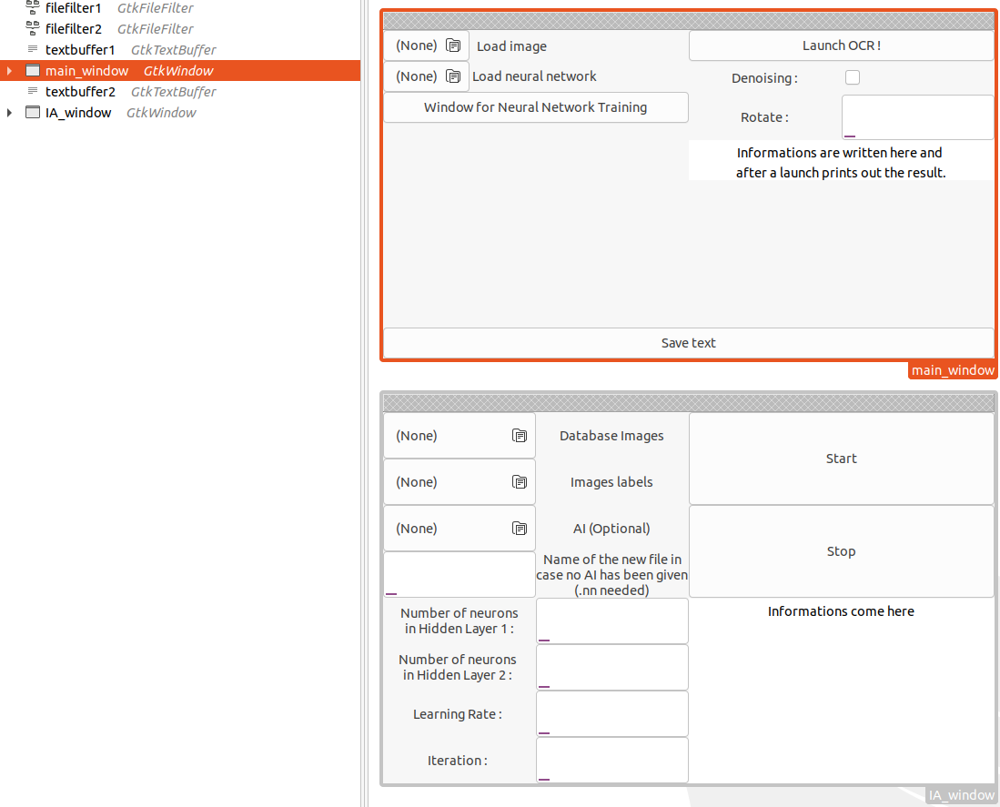 filefilter1 GtkFileFilter
filefilter2 GtkFileFilter
textbuffer1 GtkTextBuffer
main_window GtkWindow
textbuffer2 GtkTextBuffer
IA_window GtkWindow
(None) Load image
Launch OCR !
(None) Load neural network
Denoising :
Window for Neural Network Training
Rotate :
Informations are written here and
after a launch prints out the result.
Save text
main_window
(None) Database Images
Start
(None) Images labels
(None) AI (Optional)
Stop
Name of the new file in
case no AI has been given
(.nn needed)
Number of neurons
in Hidden Layer 1 :
Informations come here
Number of neurons
in Hidden Layer 2 :
Learning Rate :
Iteration :
IA_window